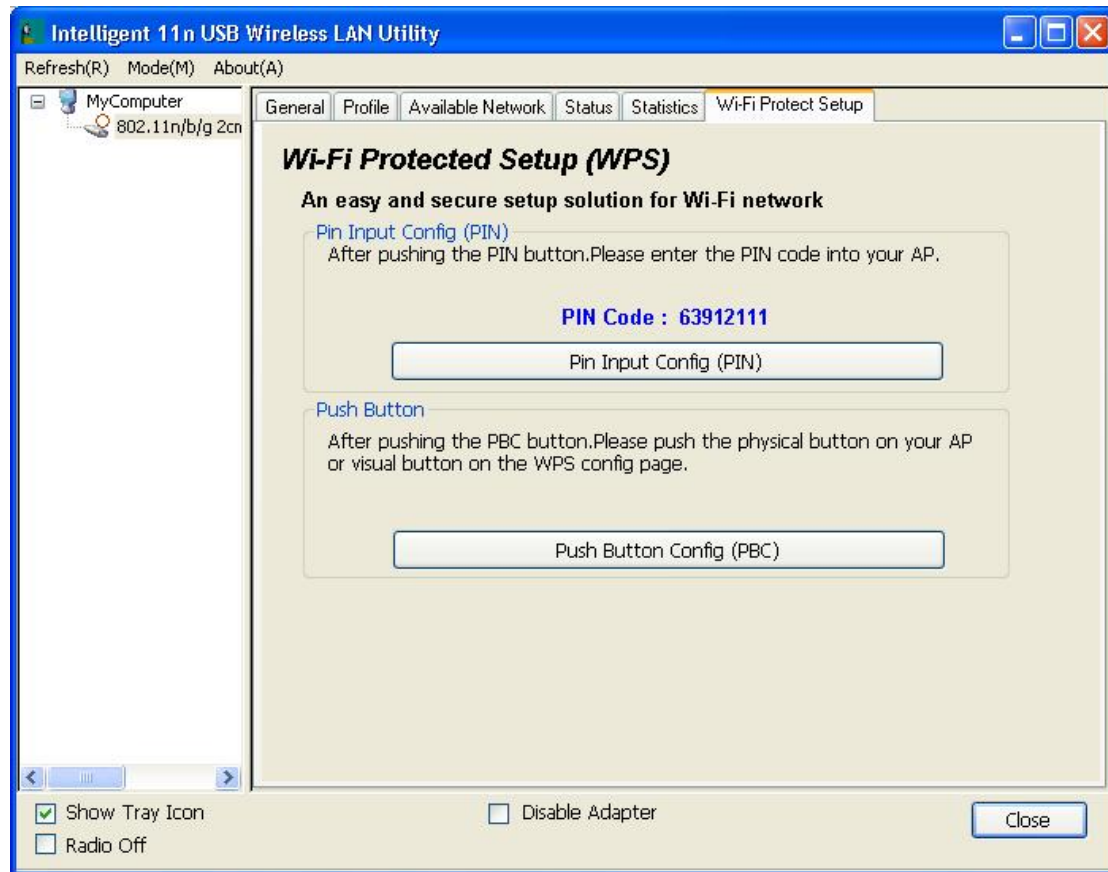 Intelligent 11n USB Wireless LAN Utility
Refresh(R) Mode(M) About(A)
MyComputer
802.11n/b/g 2cn
General Profile Available Network Status Statistics Wi-Fi Protect Setup
Wi-Fi Protected Setup (WPS)
An easy and secure setup solution for Wi-Fi network
Pin Input Config (PIN)
After pushing the PIN button.Please enter the PIN code into your AP.
PIN Code : 63912111
Pin Input Config (PIN)
Push Button
After pushing the PBC button.Please push the physical button on your AP
or visual button on the WPS config page.
Push Button Config (PBC)
Show Tray Icon
Disable Adapter
Close
Radio Off